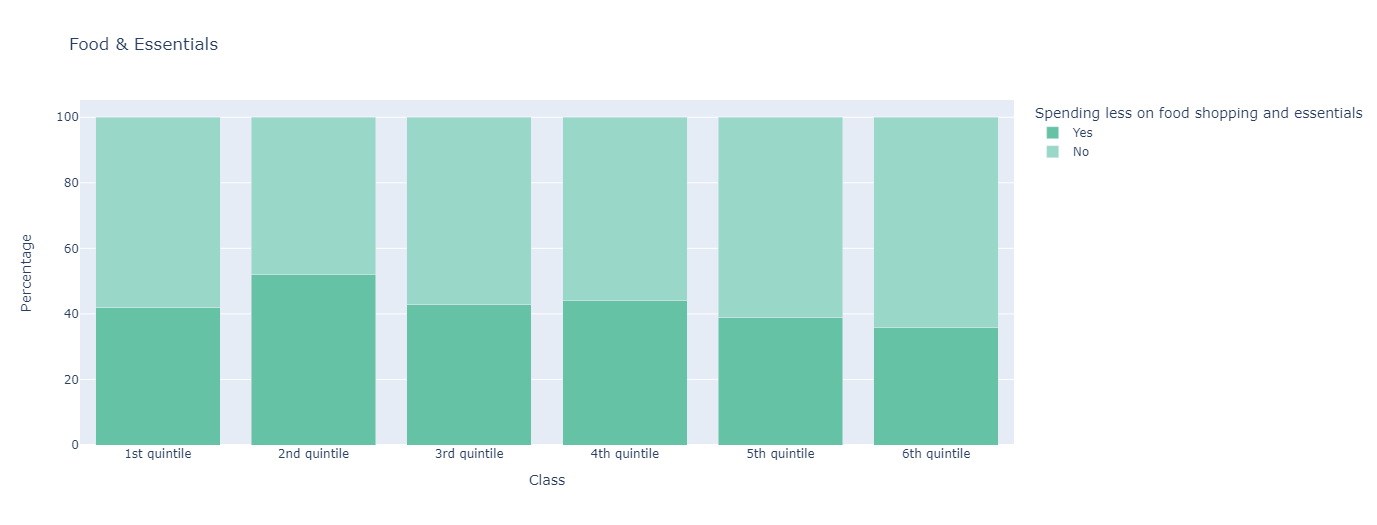 Food & Essentials
Spending less on food shopping and essentials
Yes
No
Percentage
100
80
60
40
20
0
1st quintile
2nd quintile
3rd quintile
4th quintile
5th quintile
6th quintile
Class